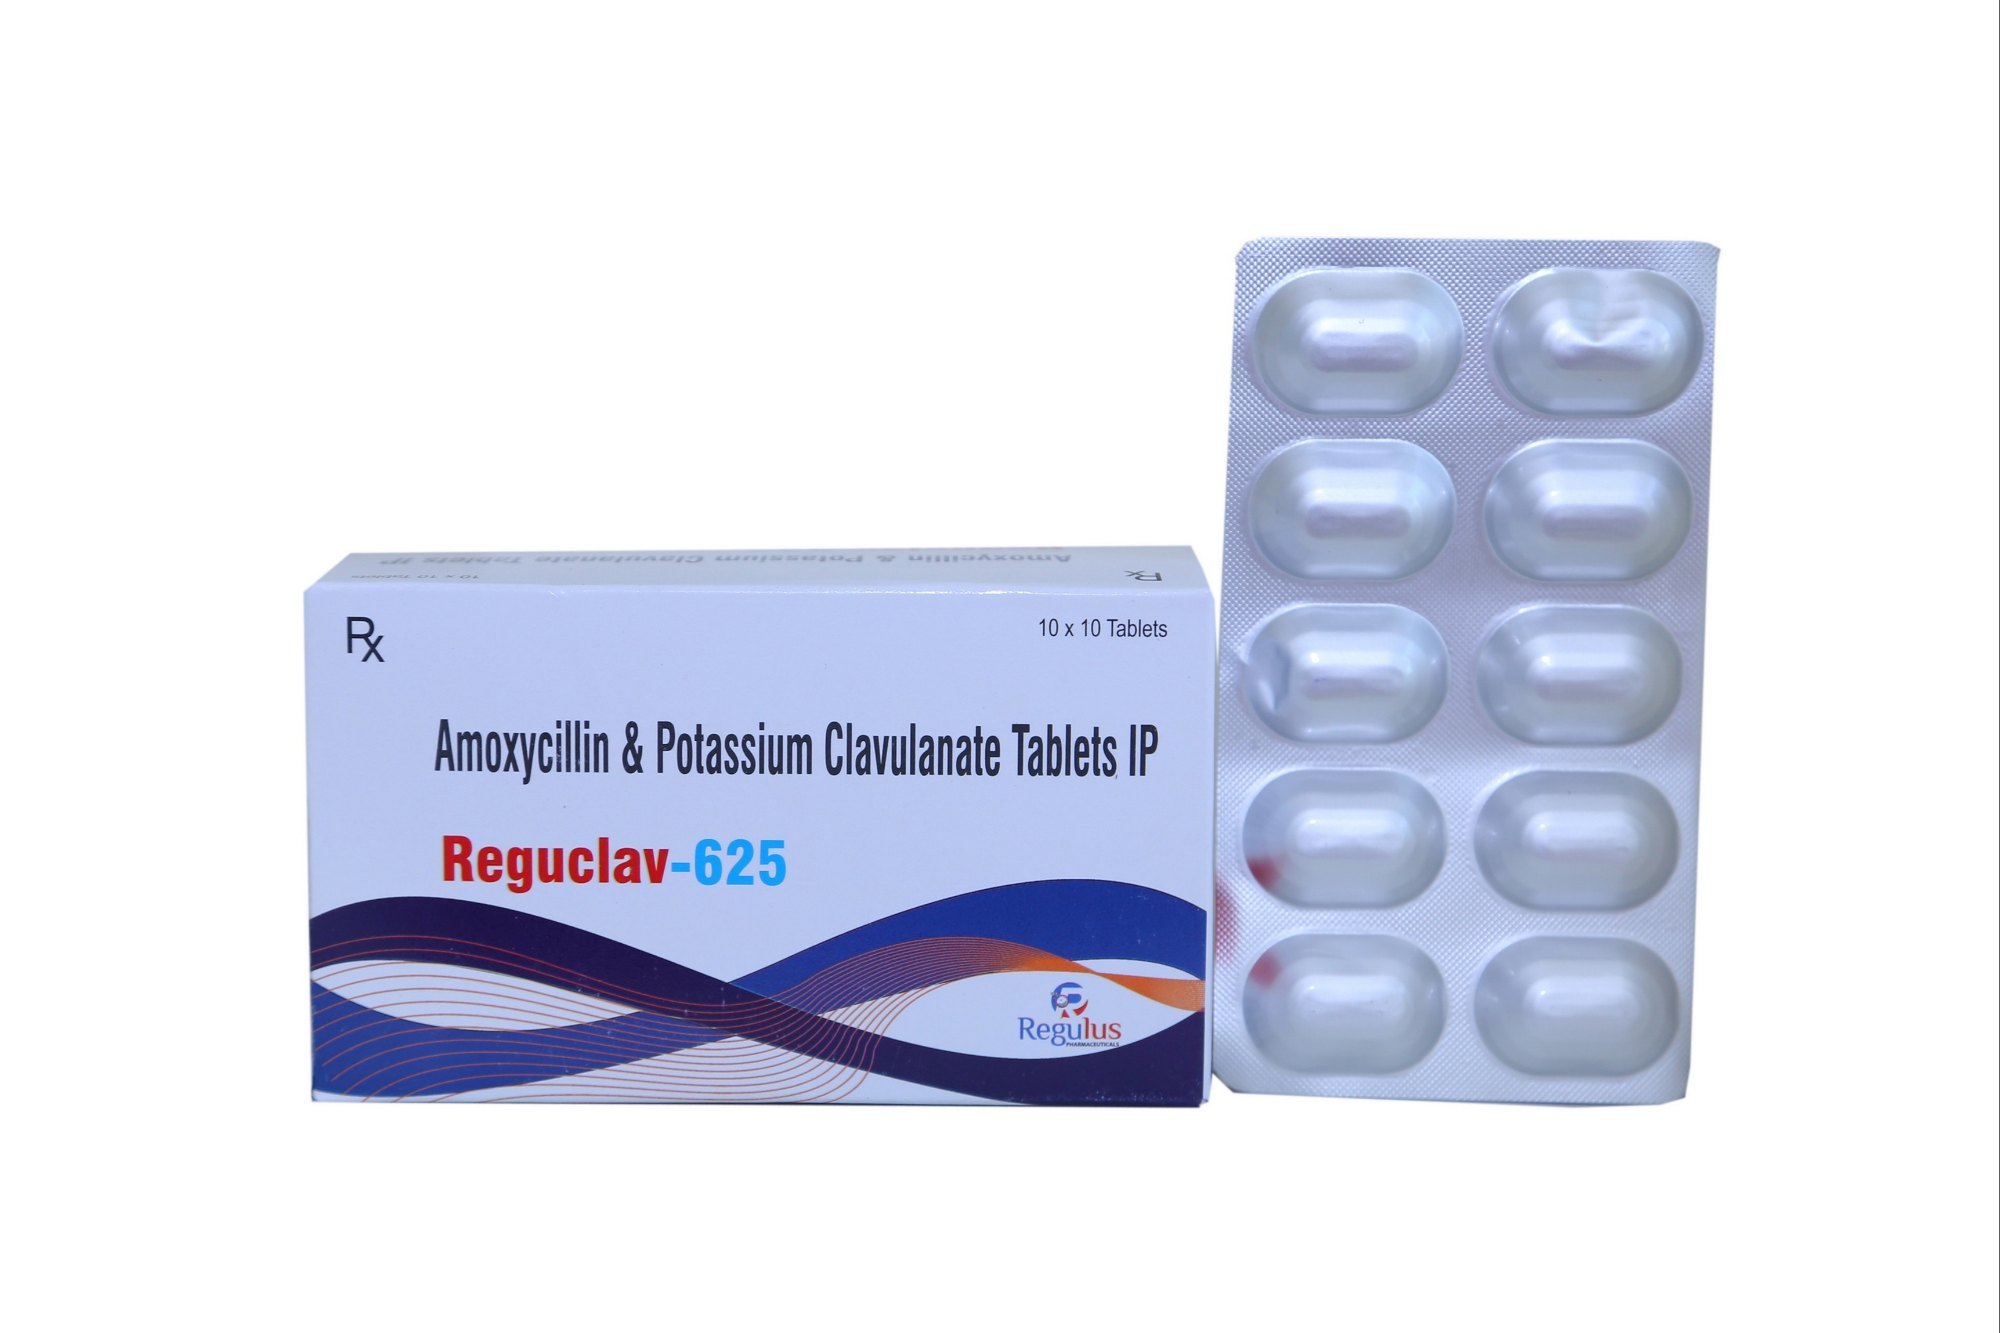 Amoxycillin & Potassium Clavulanate Tablets IP
10 x 10 Tablets
Rx
Rx
10 x 10 Tablets
Amoxycillin & Potassium Clavulanate Tablets IP
Reguclav-625
Regulus
PHARMACEUTICALS